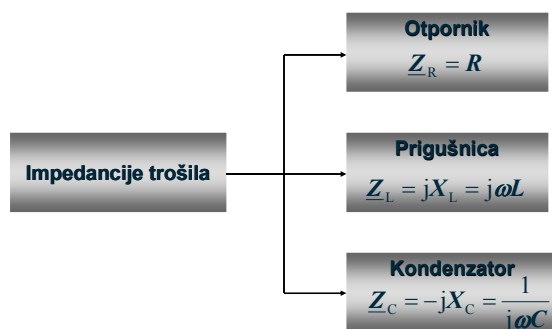 Otpornik
Z_R = R
Impedancije trošila
Prigušnica
Z_L = jX_L = jωL
Kondenzator
Z_C = -jX_C = 1/jωC